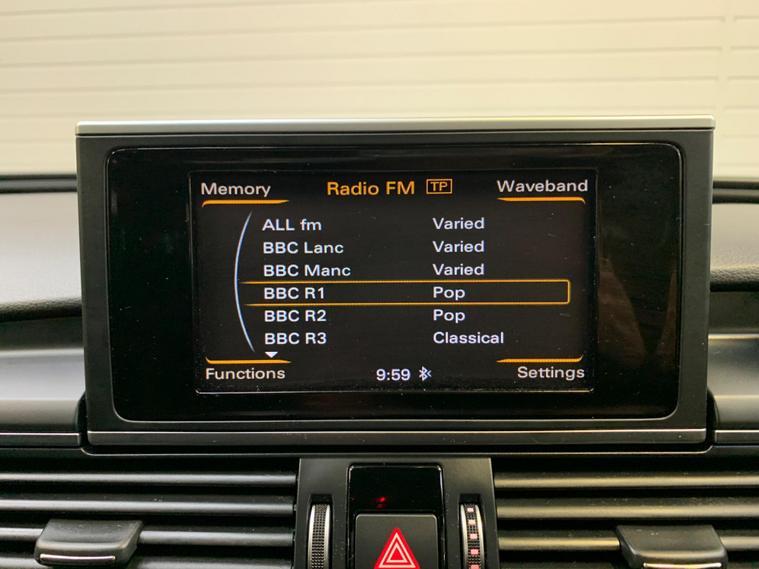 Memory Radio FM TP Waveband
ALL fm Varied
BBC Lanc Varied
BBC Manc Varied
BBC R1 Pop
BBC R2 Pop
BBC R3 Classical
Functions 9:59 Settings